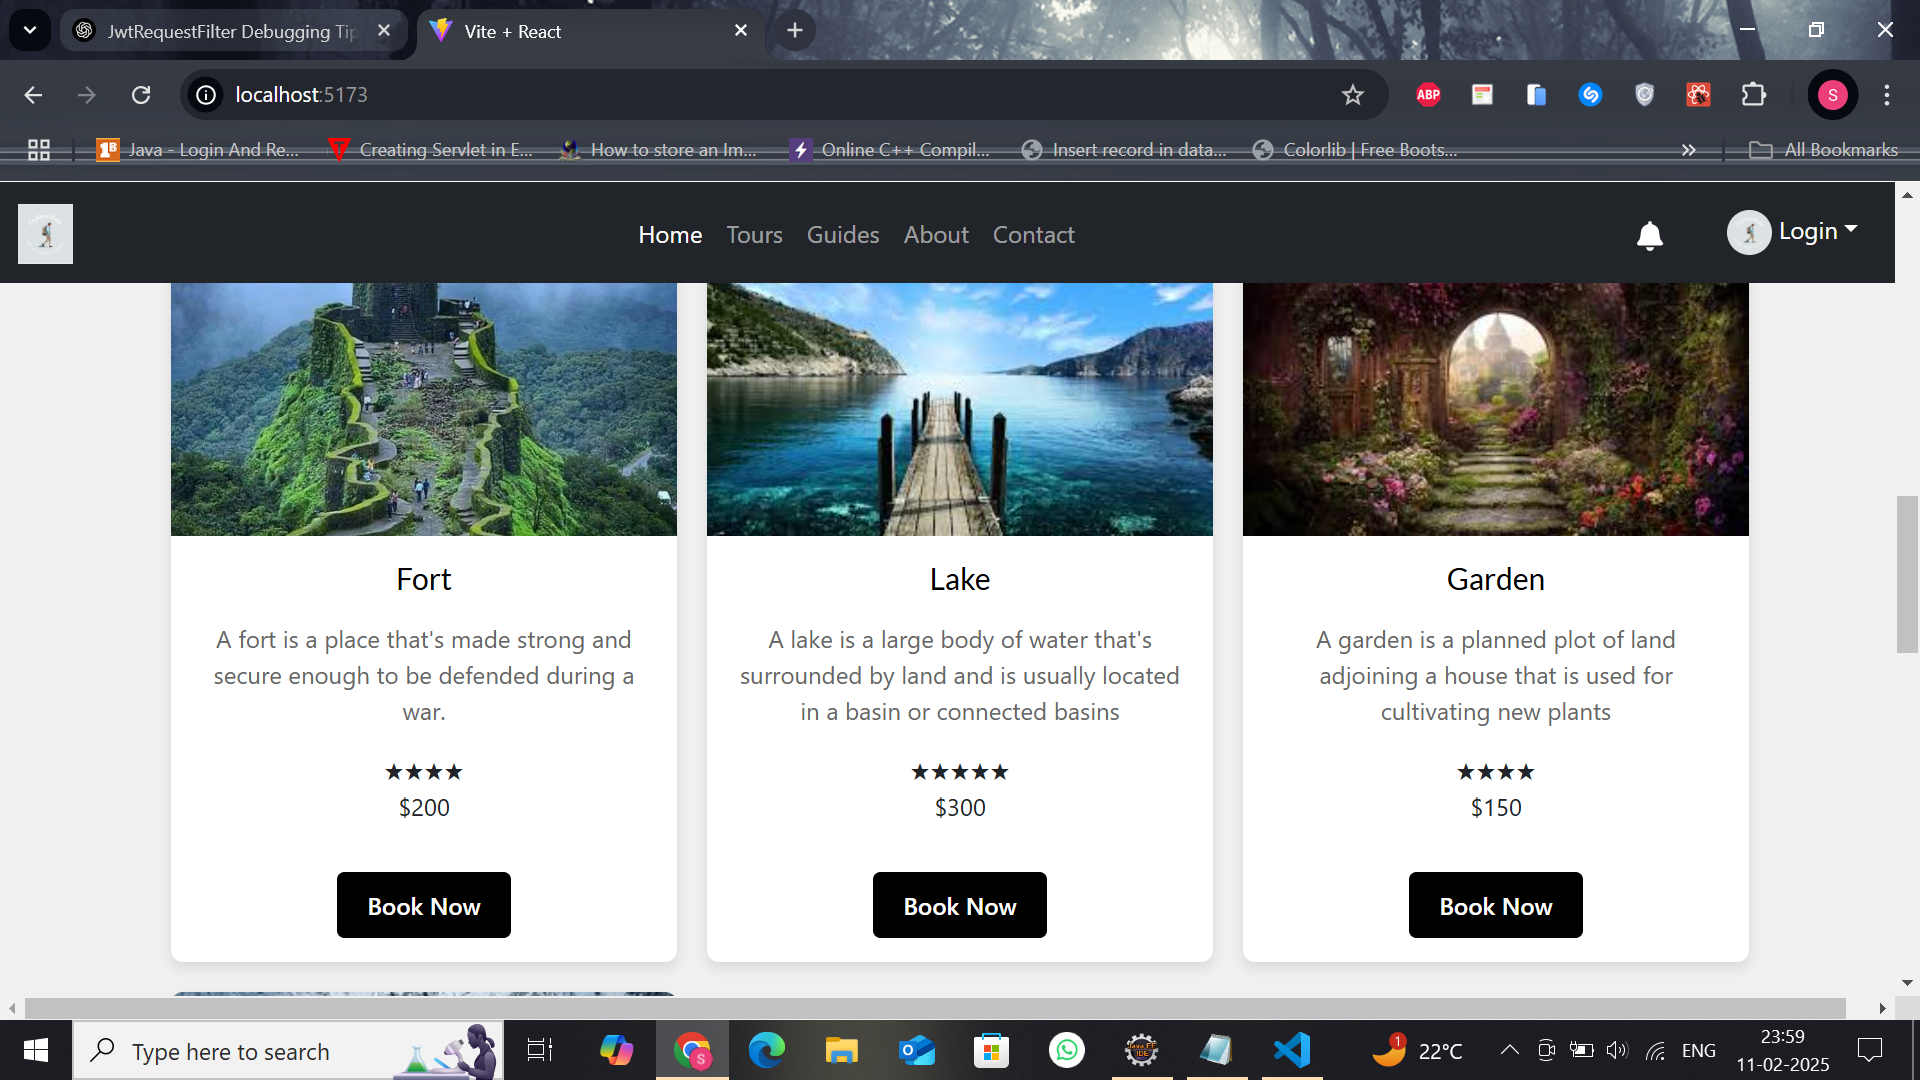 JwtRequestFilter Debugging Tip
Vite + React
localhost:5173
ABP
S
Java - Login And Re...
Creating Servlet in E...
How to store an Im...
Online C++ Compil...
Insert record in data...
Colorlib | Free Boots...
All Bookmarks
Home
Tours
Guides
About
Contact
Login
Fort
A fort is a place that's made strong and
secure enough to be defended during a
war.
★★★★
$200
Book Now
Lake
A lake is a large body of water that's
surrounded by land and is usually located
in a basin or connected basins
★★★★★
$300
Book Now
Garden
A garden is a planned plot of land
adjoining a house that is used for
cultivating new plants
★★★★
$150
Book Now
Type here to search
S
Java EE
IDE
1
22°C
ENG
23:59
11-02-2025